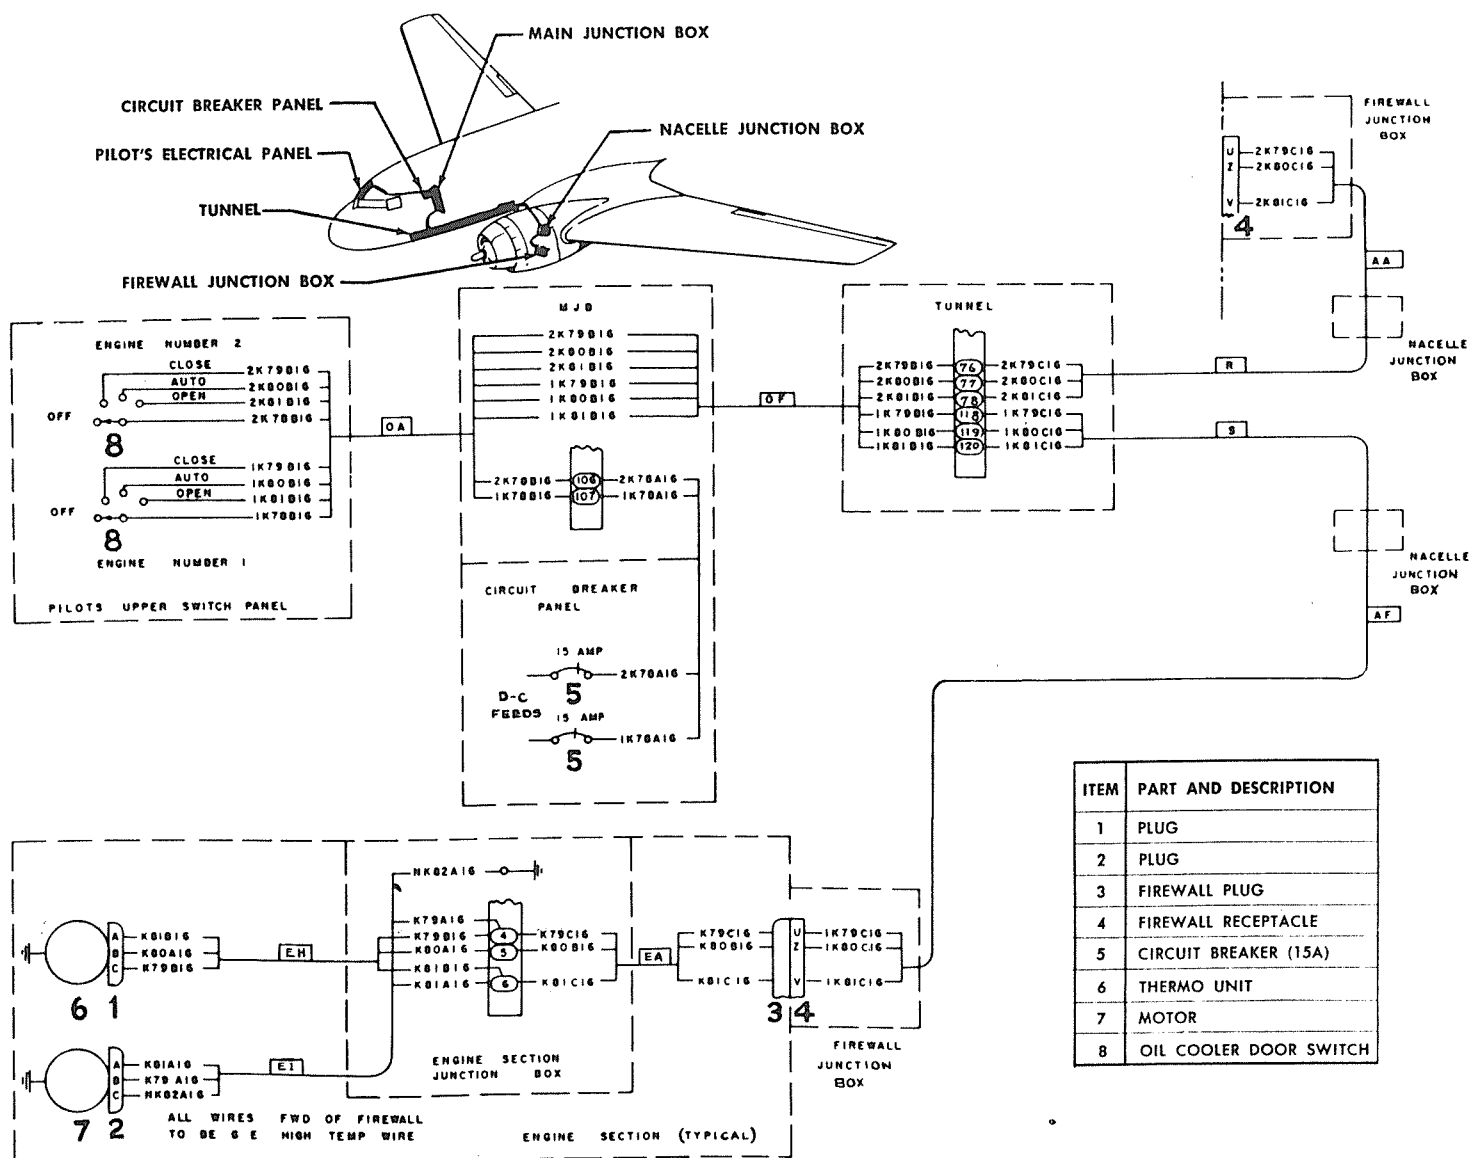 MAIN JUNCTION BOX
CIRCUIT BREAKER PANEL
PILOT'S ELECTRICAL PANEL
TUNNEL
FIREWALL JUNCTION BOX
NACELLE JUNCTION BOX
FIREWALL
JUNCTION
BOX
U 2K79C16
Z 2K80C16
V 2K81C16
4
AA
NACELLE
JUNCTION
BOX
ENGINE NUMBER 2
CLOSE 2K79B16
AUTO 2K80B16
OPEN 2K81B16
OFF 2K78B16
8
CLOSE 1K79B16
AUTO 1K80B16
OPEN 1K81B16
OFF 1K78B16
8
ENGINE NUMBER 1
PILOTS UPPER SWITCH PANEL
OA
MJB
2K79B16
2K80B16
2K81B16
1K79B16
1K80B16
1K81B16
2K78B16 106 2K78A16
1K78B16 107 1K78A16
CIRCUIT BREAKER
PANEL
15 AMP
2K78A16
5
D-C
FEEDS
15 AMP
1K78A16
5
OF
TUNNEL
2K79B16 76 2K79C16
2K80B16 77 2K80C16
2K81B16 78 2K81C16
1K79B16 118 1K79C16
1K80B16 119 1K80C16
1K81B16 120 1K81C16
R
S
NACELLE
JUNCTION
BOX
AF
ITEM PART AND DESCRIPTION
1 PLUG
2 PLUG
3 FIREWALL PLUG
4 FIREWALL RECEPTACLE
5 CIRCUIT BREAKER (15A)
6 THERMO UNIT
7 MOTOR
8 OIL COOLER DOOR SWITCH
A K81B16
B K80A16
C K79B16
6 1
EH
A K81A16
B K79A16
C NK82A16
7 2
EI
NK82A16
K79A16
K79B16 4 K79C16
K80A16 5 K80B16
K81B16
K81A16 6 K81C16
ENGINE SECTION
JUNCTION BOX
EA
K79C16 U 1K79C16
K80B16 Z 1K80C16
K81C16 V 1K81C16
3 4
FIREWALL
JUNCTION
BOX
ALL WIRES FWD OF FIREWALL
TO BE G E HIGH TEMP WIRE
ENGINE SECTION (TYPICAL)